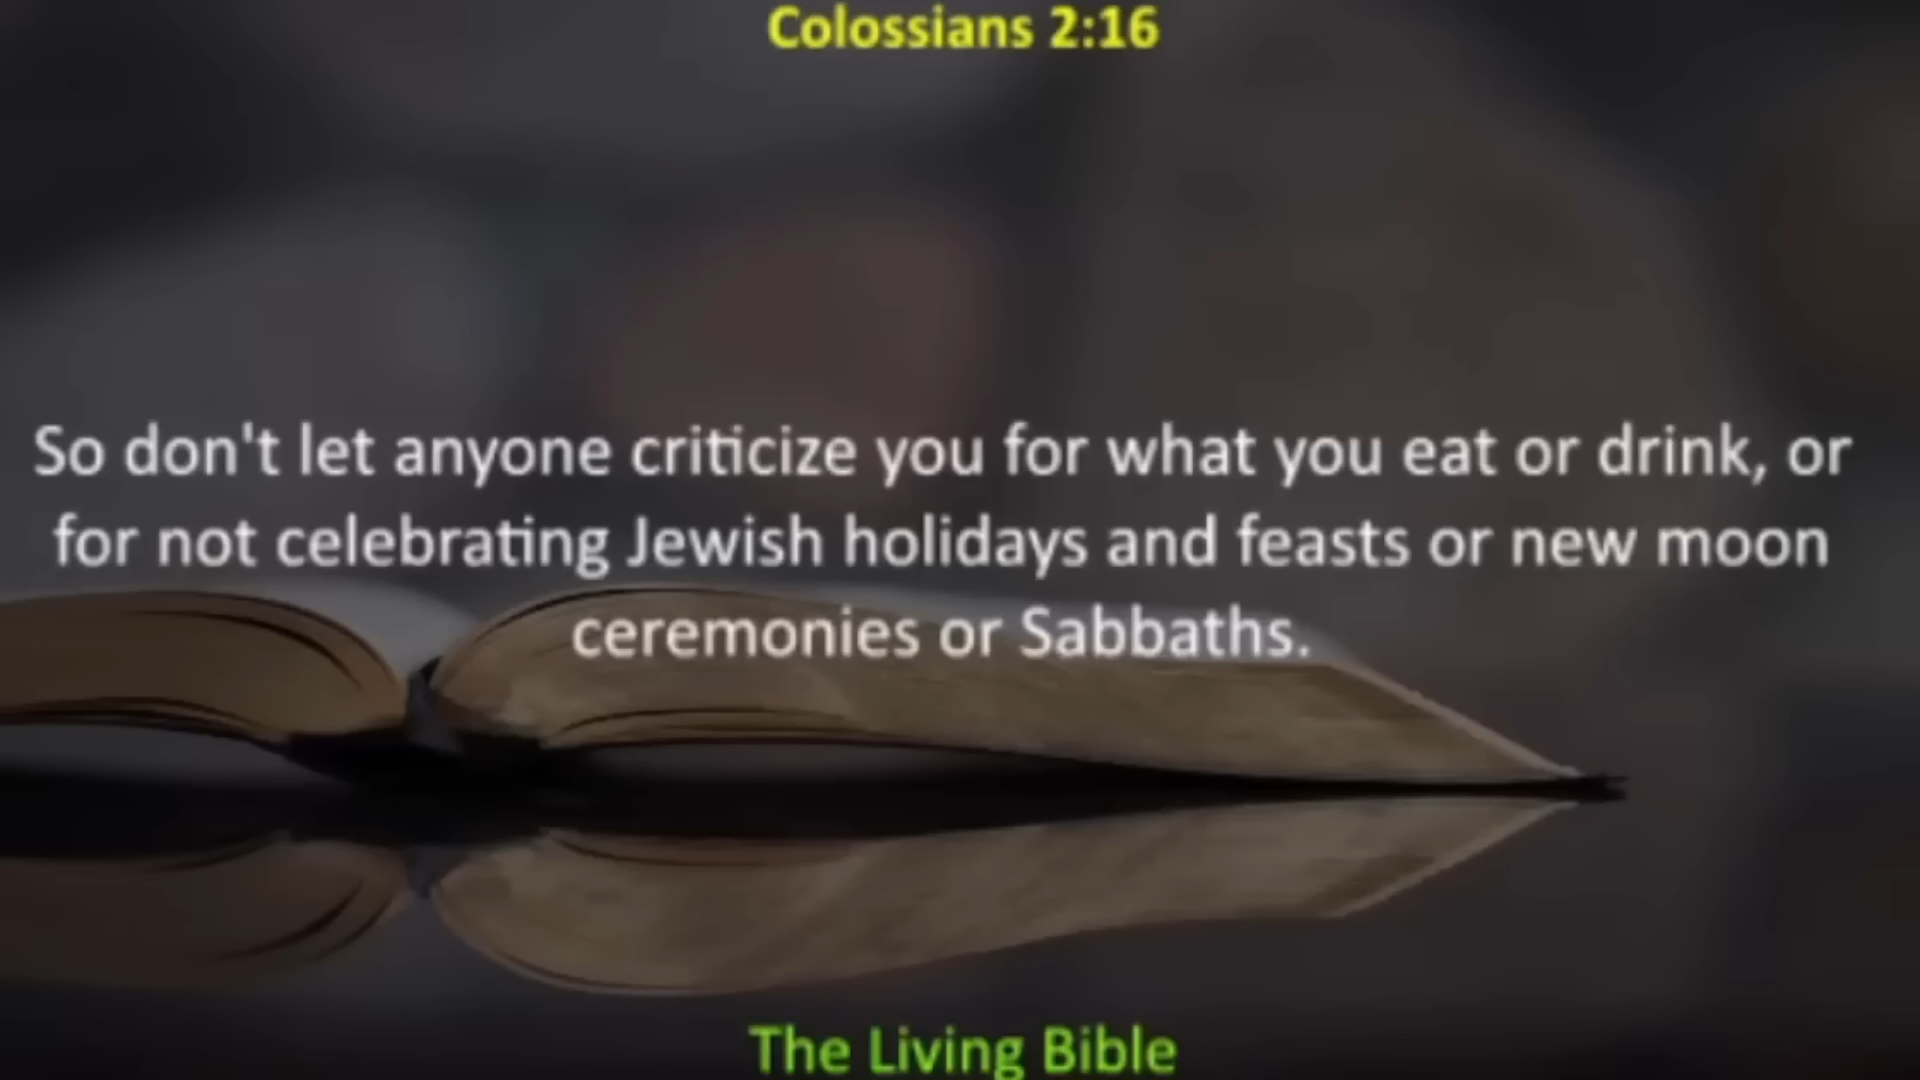 Colossians 2:16
So don't let anyone criticize you for what you eat or drink, or
for not celebrating Jewish holidays and feasts or new moon
ceremonies or Sabbaths.
The Living Bible